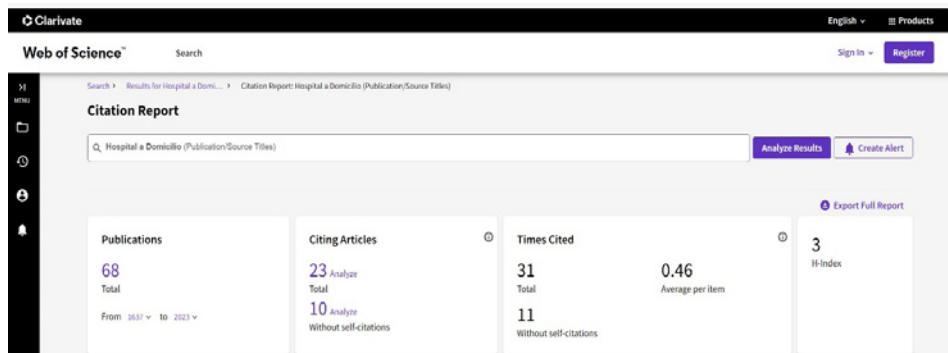 Clarivate
English
Products
Web of Science™
Search
Sign In
Register
MENU
Search > Results for Hospital a Domi... > Citation Report: Hospital a Domicilio (Publication/Source Titles)
Citation Report
Hospital a Domicilio (Publication/Source Titles)
Analyze Results
Create Alert
Export Full Report
Publications
68
Total
From 1637 to 2023
Citing Articles
23 Analyze
Total
10 Analyze
Without self-citations
Times Cited
31
Total
0.46
Average per item
11
Without self-citations
3
H-Index